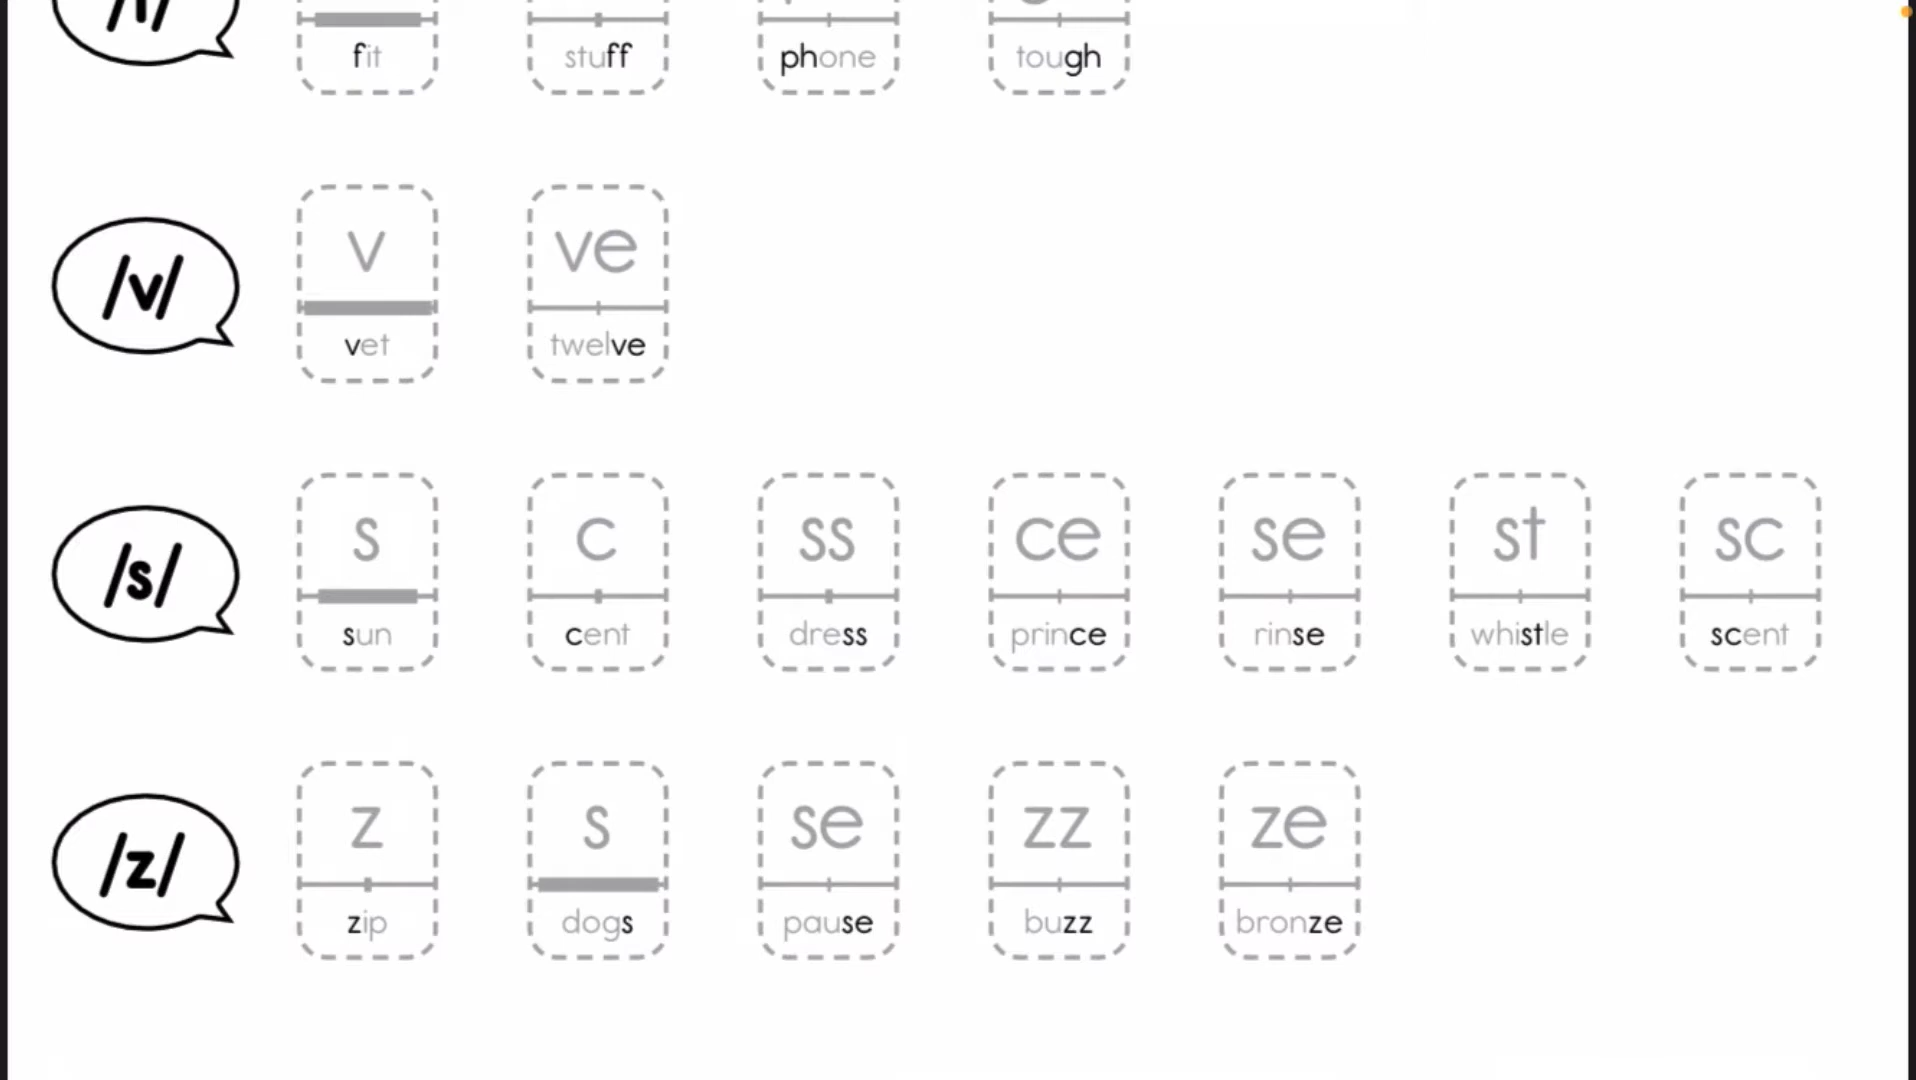 fit stuff phone tough
/v/ v ve
vet twelve
/s/ s c ss ce se st sc
sun cent dress prince rinse whistle scent
/z/ z s se zz ze
zip dogs pause buzz bronze